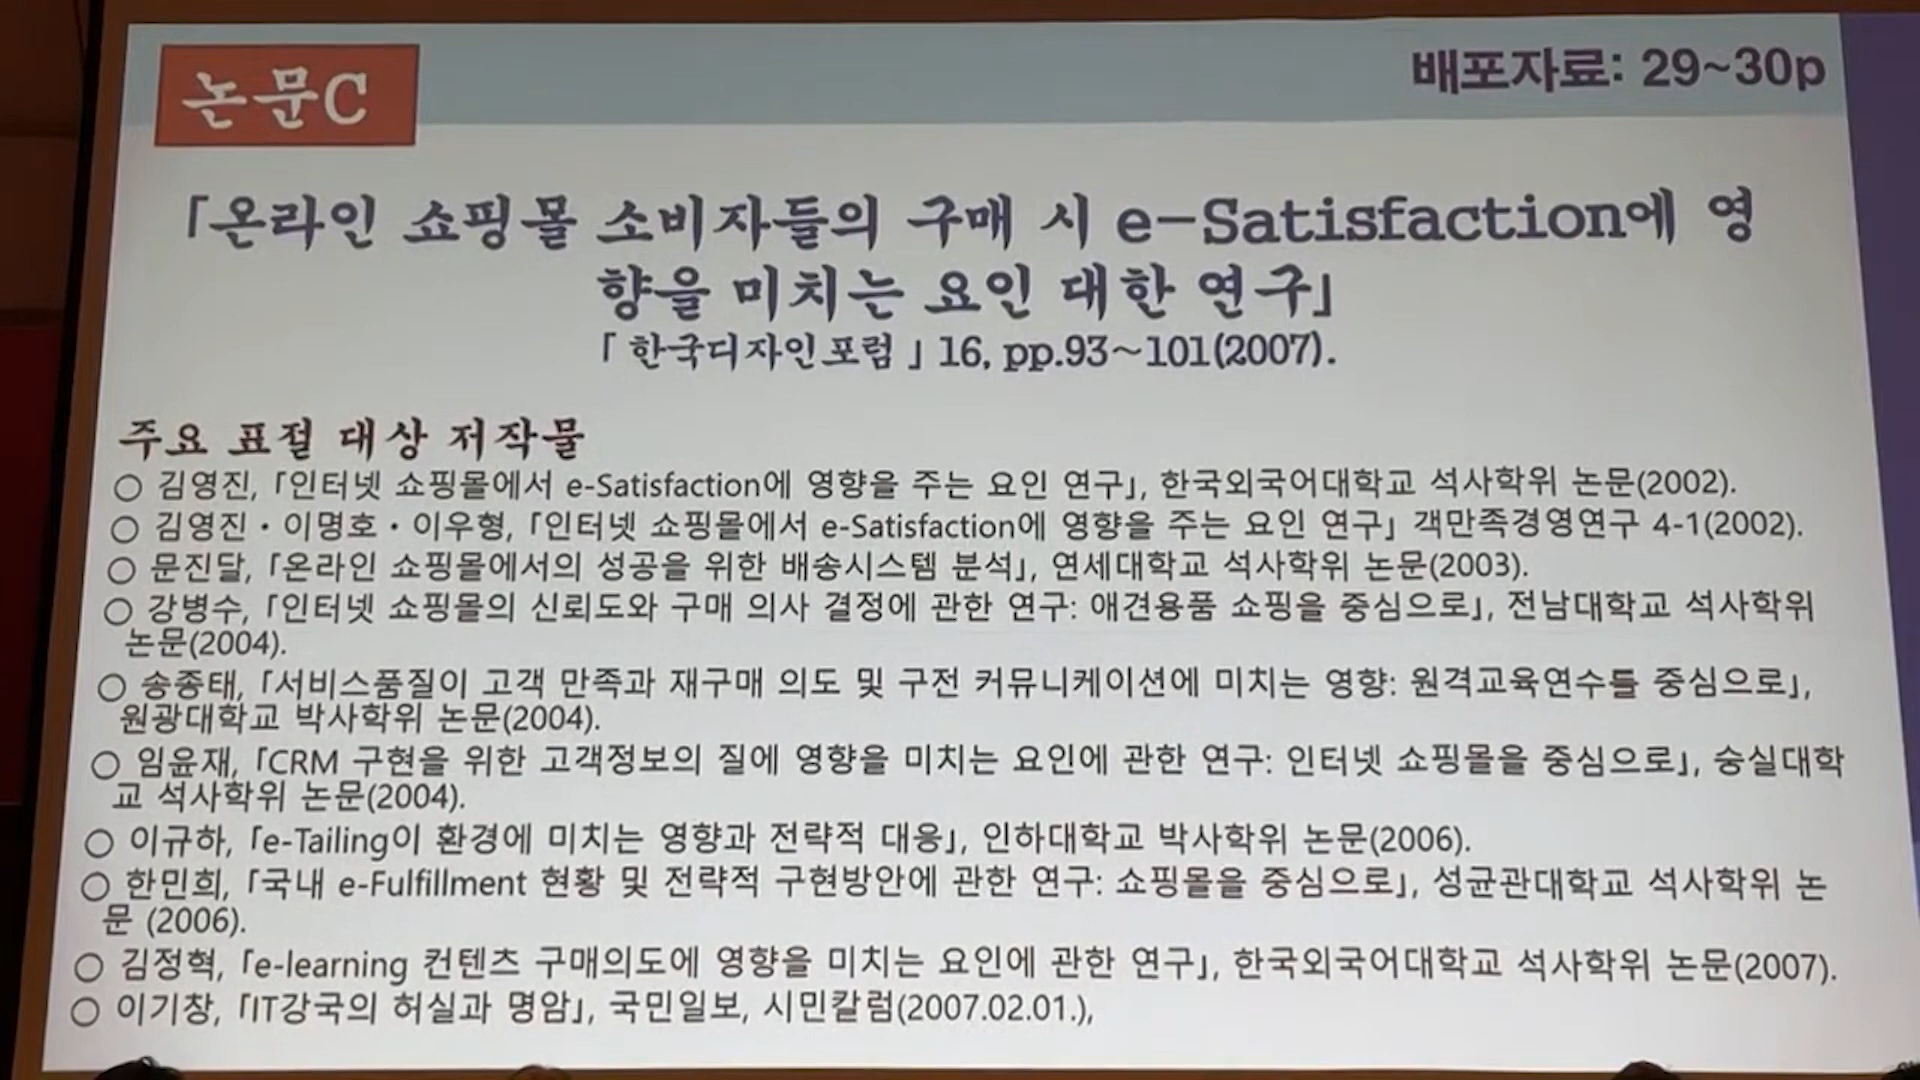 논문C
배포자료: 29~30p
「온라인 쇼핑몰 소비자들의 구매 시 e-Satisfaction에 영
향을 미치는 요인 대한 연구」
「한국디자인포럼」16, pp.93~101(2007).
주요 표절 대상 저작물
○ 김영진, 「인터넷 쇼핑몰에서 e-Satisfaction에 영향을 주는 요인 연구」, 한국외국어대학교 석사학위 논문(2002).
○ 김영진·이명호·이우형, 「인터넷 쇼핑몰에서 e-Satisfaction에 영향을 주는 요인 연구」 객만족경영연구 4-1(2002).
○ 문진달, 「온라인 쇼핑몰에서의 성공을 위한 배송시스템 분석」, 연세대학교 석사학위 논문(2003).
○ 강병수, 「인터넷 쇼핑몰의 신뢰도와 구매 의사 결정에 관한 연구: 애견용품 쇼핑을 중심으로」, 전남대학교 석사학위
논문(2004).
○ 송종태, 「서비스품질이 고객 만족과 재구매 의도 및 구전 커뮤니케이션에 미치는 영향: 원격교육연수를 중심으로」,
원광대학교 박사학위 논문(2004).
○ 임윤재, 「CRM 구현을 위한 고객정보의 질에 영향을 미치는 요인에 관한 연구: 인터넷 쇼핑몰을 중심으로」, 숭실대학
교 석사학위 논문(2004).
○ 이규하, 「e-Tailing이 환경에 미치는 영향과 전략적 대응」, 인하대학교 박사학위 논문(2006).
○ 한민희, 「국내 e-Fulfillment 현황 및 전략적 구현방안에 관한 연구: 쇼핑몰을 중심으로」, 성균관대학교 석사학위 논
문 (2006).
○ 김정혁, 「e-learning 컨텐츠 구매의도에 영향을 미치는 요인에 관한 연구」, 한국외국어대학교 석사학위 논문(2007).
○ 이기창, 「IT강국의 허실과 명암」, 국민일보, 시민칼럼(2007.02.01.),